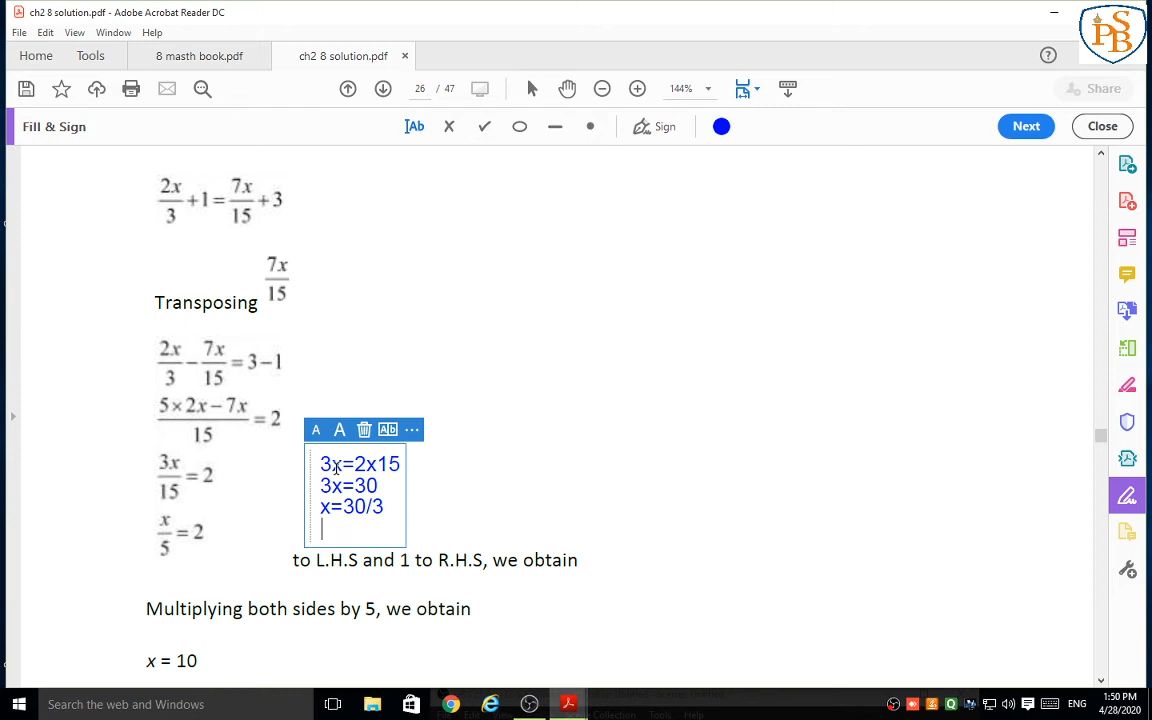 ch2 8 solution.pdf - Adobe Acrobat Reader DC
File Edit View Window Help
Home Tools 8 masth book.pdf ch2 8 solution.pdf ×
26 / 47 144% Share
PSB
Fill & Sign Ab Sign Next Close
2x/3 + 1 = 7x/15 + 3
Transposing 7x/15
2x/3 − 7x/15 = 3 − 1
5 × 2x − 7x/15 = 2
A A Ab ...
3x/15 = 2
3x=2x15
3x=30
x=30/3
x/5 = 2
to L.H.S and 1 to R.H.S, we obtain
Multiplying both sides by 5, we obtain
x = 10
Search the web and Windows
ENG
1:50 PM
4/28/2020